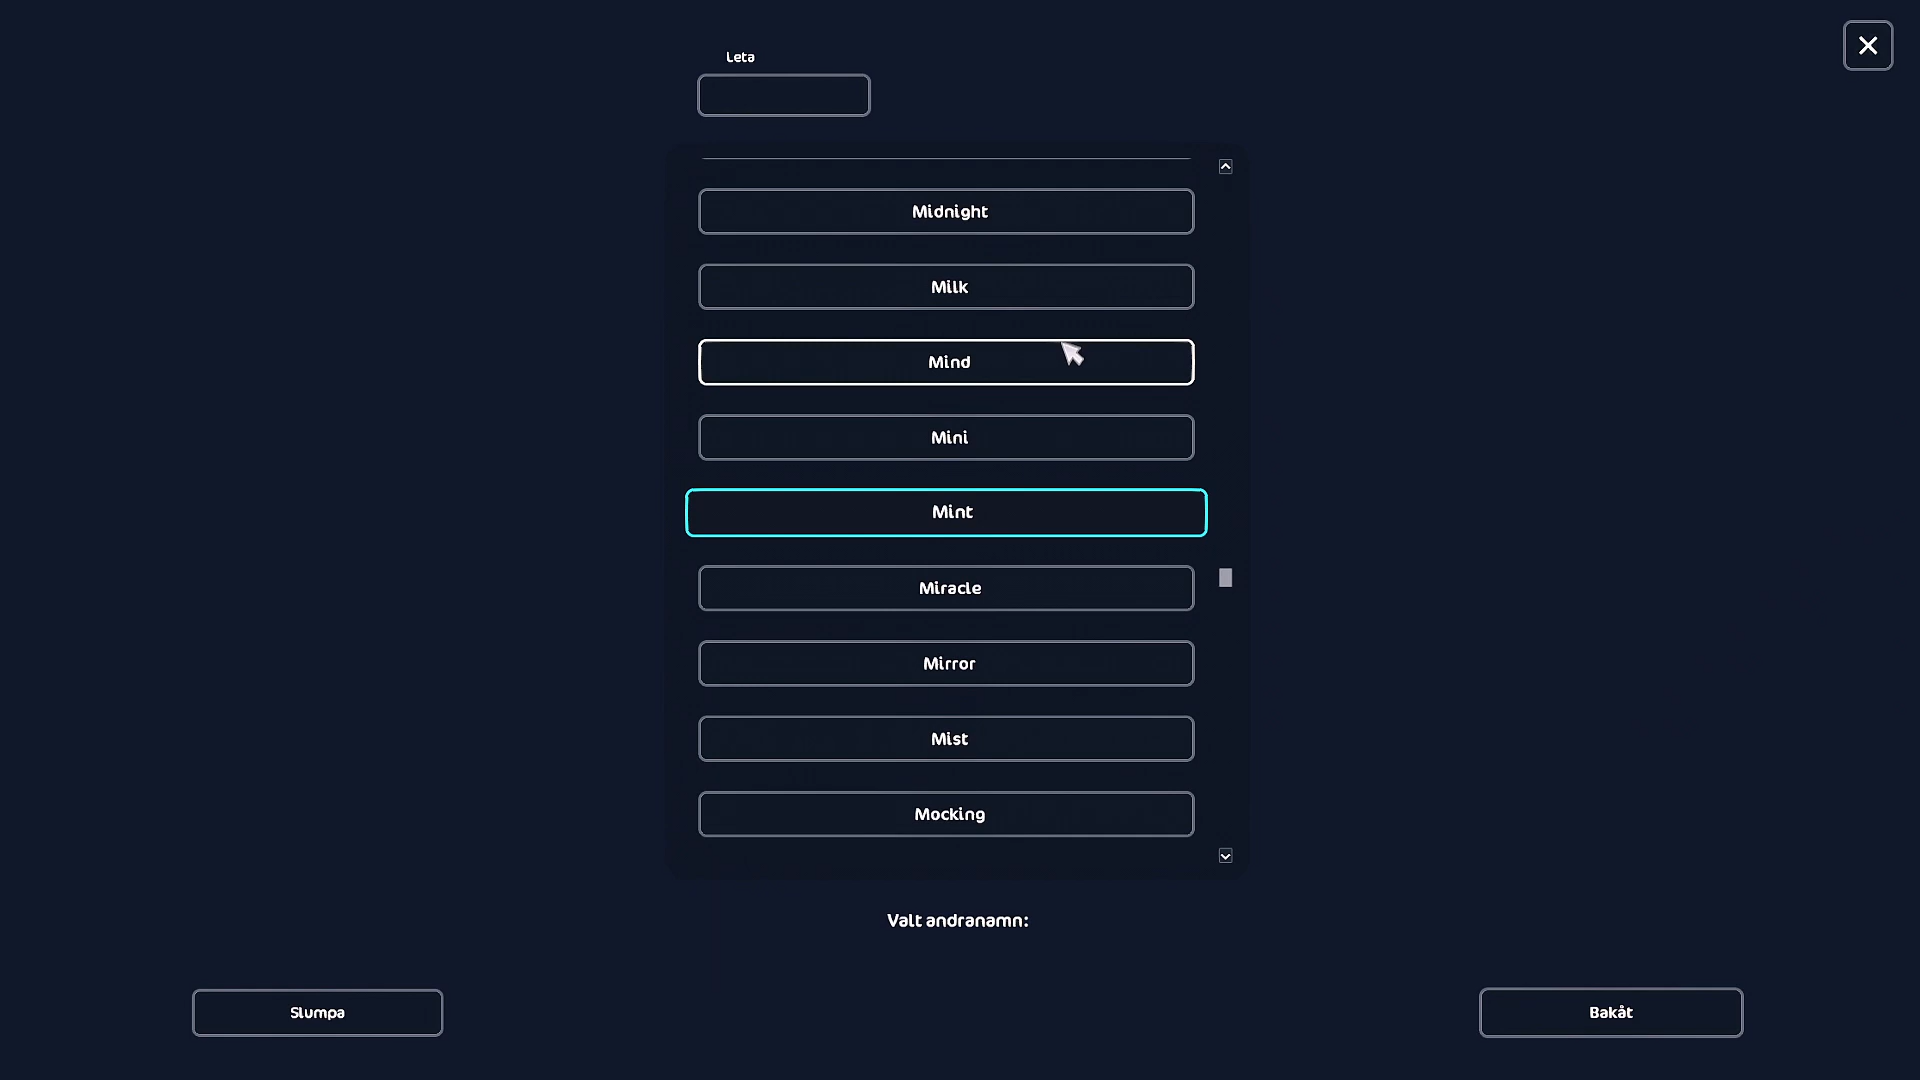 Leta
Midnight
Milk
Mind
Mini
Mint
Miracle
Mirror
Mist
Mocking
Valt andranamn:
Slumpa
Bakåt